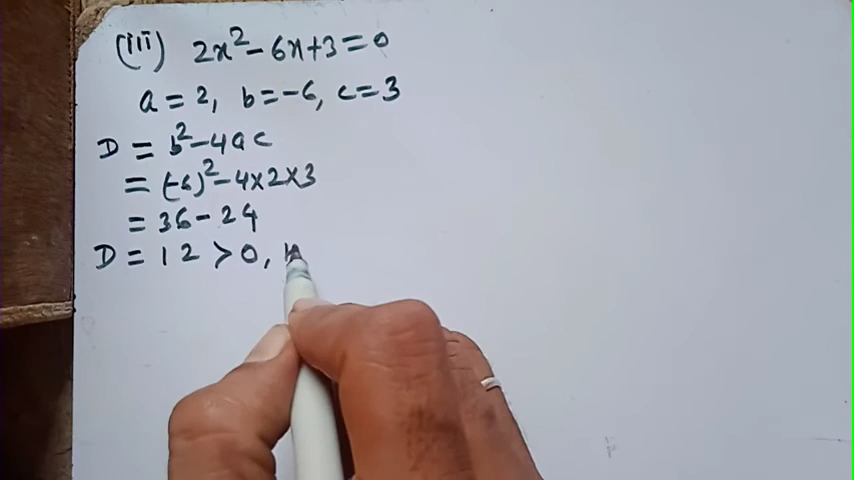 (iii) 2x² - 6x + 3 = 0
a = 2, b = -6, c = 3
D = b² - 4ac
= (-6)² - 4×2×3
= 36 - 24
D = 12 > 0,